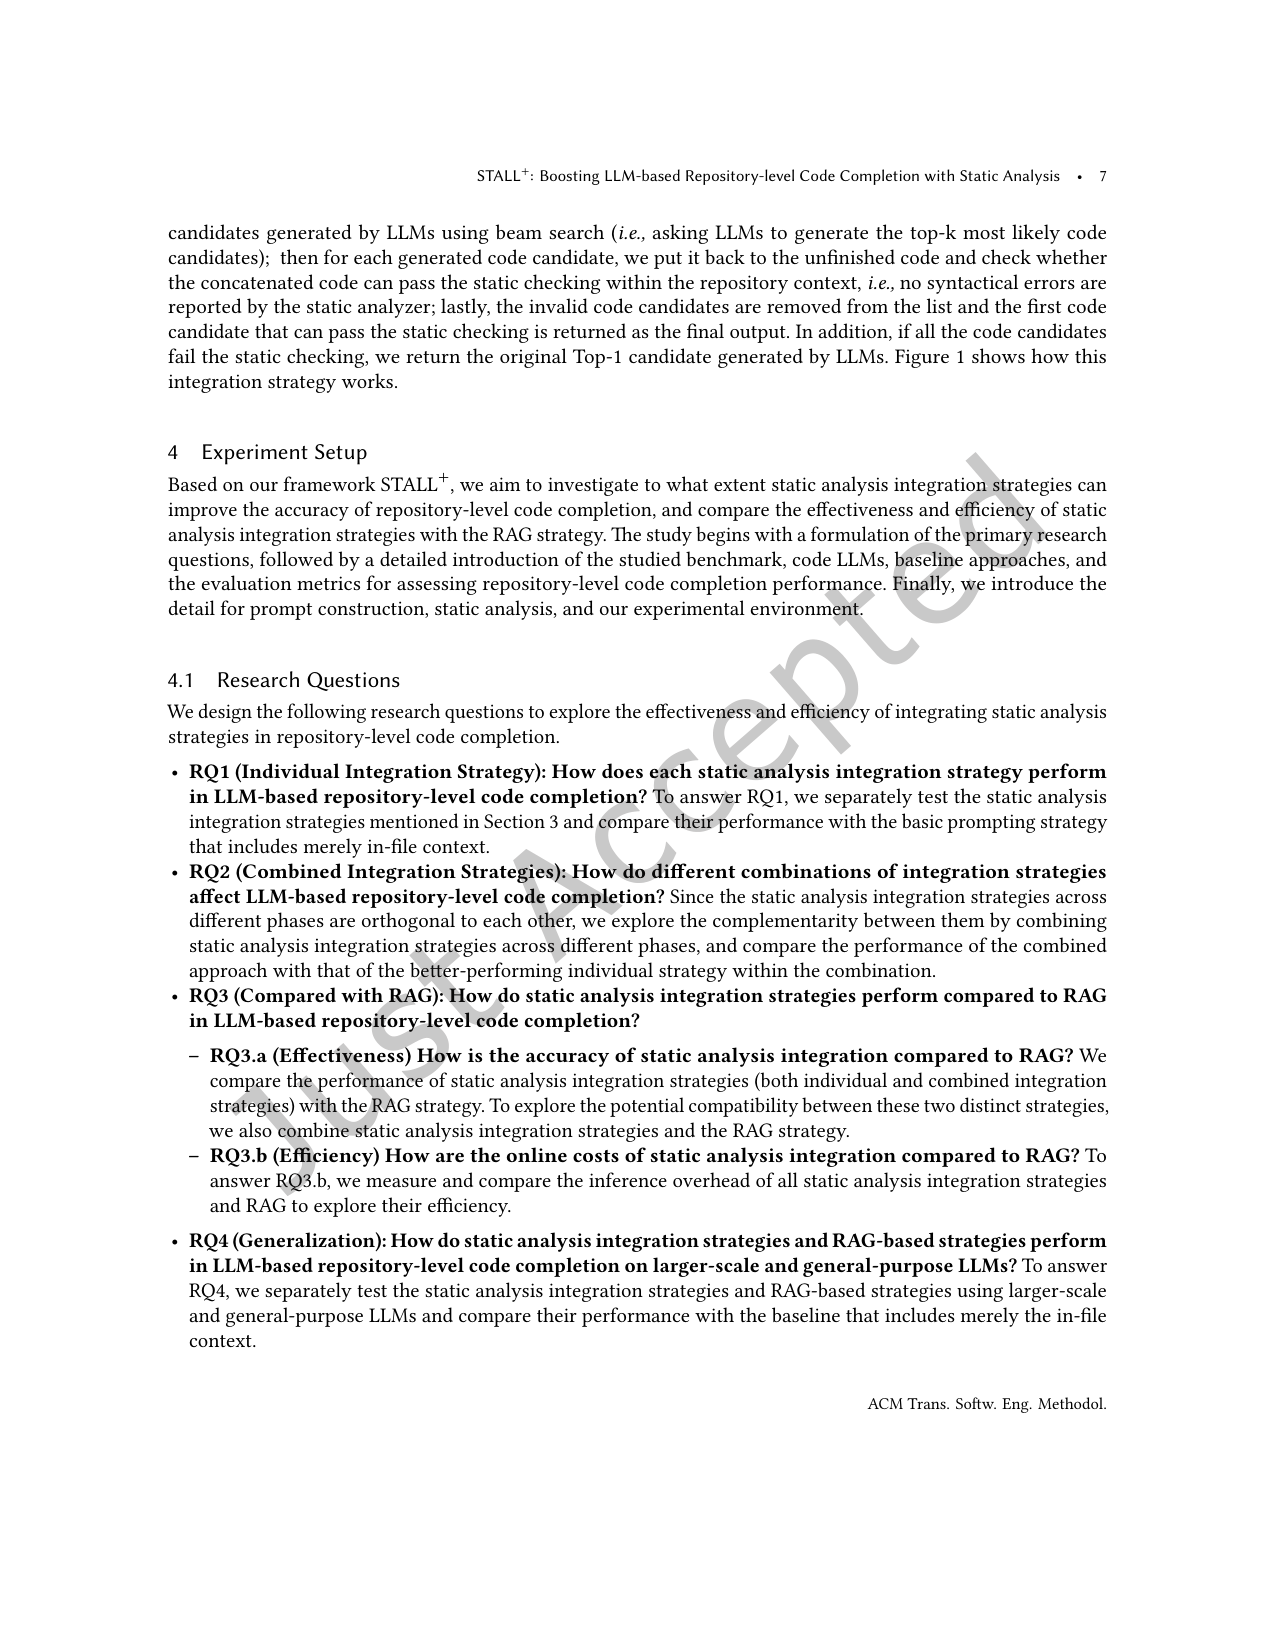 STALL+: Boosting LLM-based Repository-level Code Completion with Static Analysis • 7
candidates generated by LLMs using beam search (i.e., asking LLMs to generate the top-k most likely code
candidates); then for each generated code candidate, we put it back to the unfinished code and check whether
the concatenated code can pass the static checking within the repository context, i.e., no syntactical errors are
reported by the static analyzer; lastly, the invalid code candidates are removed from the list and the first code
candidate that can pass the static checking is returned as the final output. In addition, if all the code candidates
fail the static checking, we return the original Top-1 candidate generated by LLMs. Figure 1 shows how this
integration strategy works.
4 Experiment Setup
Based on our framework STALL+, we aim to investigate to what extent static analysis integration strategies can
improve the accuracy of repository-level code completion, and compare the effectiveness and efficiency of static
analysis integration strategies with the RAG strategy. The study begins with a formulation of the primary research
questions, followed by a detailed introduction of the studied benchmark, code LLMs, baseline approaches, and
the evaluation metrics for assessing repository-level code completion performance. Finally, we introduce the
detail for prompt construction, static analysis, and our experimental environment.
4.1 Research Questions
We design the following research questions to explore the effectiveness and efficiency of integrating static analysis
strategies in repository-level code completion.
• RQ1 (Individual Integration Strategy): How does each static analysis integration strategy perform
in LLM-based repository-level code completion? To answer RQ1, we separately test the static analysis
integration strategies mentioned in Section 3 and compare their performance with the basic prompting strategy
that includes merely in-file context.
• RQ2 (Combined Integration Strategies): How do different combinations of integration strategies
affect LLM-based repository-level code completion? Since the static analysis integration strategies across
different phases are orthogonal to each other, we explore the complementarity between them by combining
static analysis integration strategies across different phases, and compare the performance of the combined
approach with that of the better-performing individual strategy within the combination.
• RQ3 (Compared with RAG): How do static analysis integration strategies perform compared to RAG
in LLM-based repository-level code completion?
– RQ3.a (Effectiveness) How is the accuracy of static analysis integration compared to RAG? We
compare the performance of static analysis integration strategies (both individual and combined integration
strategies) with the RAG strategy. To explore the potential compatibility between these two distinct strategies,
we also combine static analysis integration strategies and the RAG strategy.
– RQ3.b (Efficiency) How are the online costs of static analysis integration compared to RAG? To
answer RQ3.b, we measure and compare the inference overhead of all static analysis integration strategies
and RAG to explore their efficiency.
• RQ4 (Generalization): How do static analysis integration strategies and RAG-based strategies perform
in LLM-based repository-level code completion on larger-scale and general-purpose LLMs? To answer
RQ4, we separately test the static analysis integration strategies and RAG-based strategies using larger-scale
and general-purpose LLMs and compare their performance with the baseline that includes merely the in-file
context.
ACM Trans. Softw. Eng. Methodol.
Just Accepted